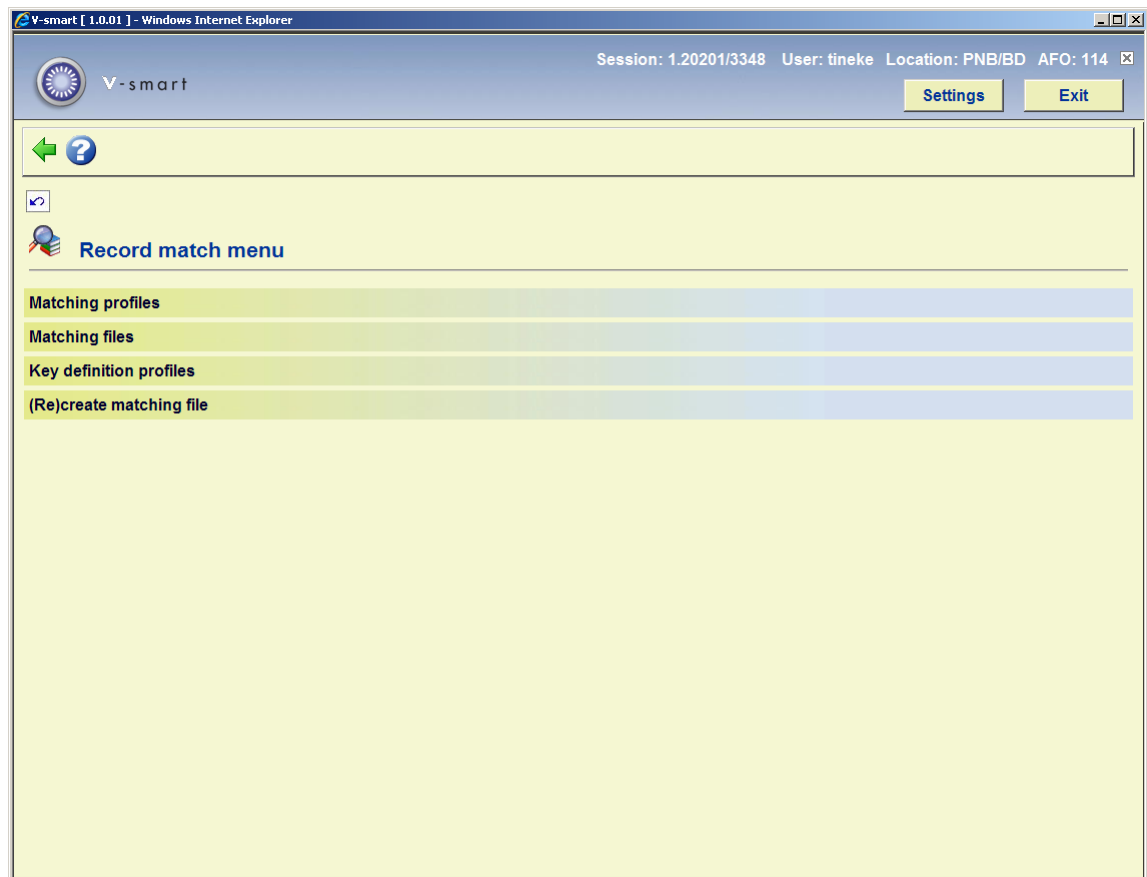 V-smart [ 1.0.01 ] - Windows Internet Explorer
Session: 1.20201/3348 User: tineke Location: PNB/BD AFO: 114
V-smart
Settings Exit
?
Record match menu
Matching profiles
Matching files
Key definition profiles
(Re)create matching file